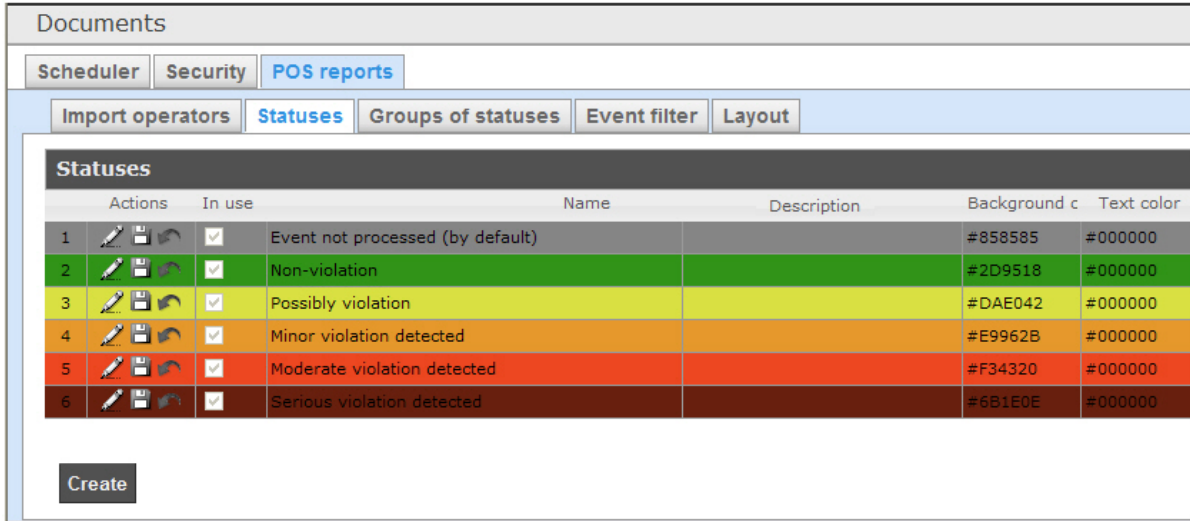 Documents
Scheduler Security POS reports
Import operators Statuses Groups of statuses Event filter Layout
Statuses
Actions In use Name Description Background c Text color
1 Event not processed (by default) #858585 #000000
2 Non-violation #2D9518 #000000
3 Possibly violation #DAE042 #000000
4 Minor violation detected #E9962B #000000
5 Moderate violation detected #F34320 #000000
6 Serious violation detected #6B1E0E #000000
Create